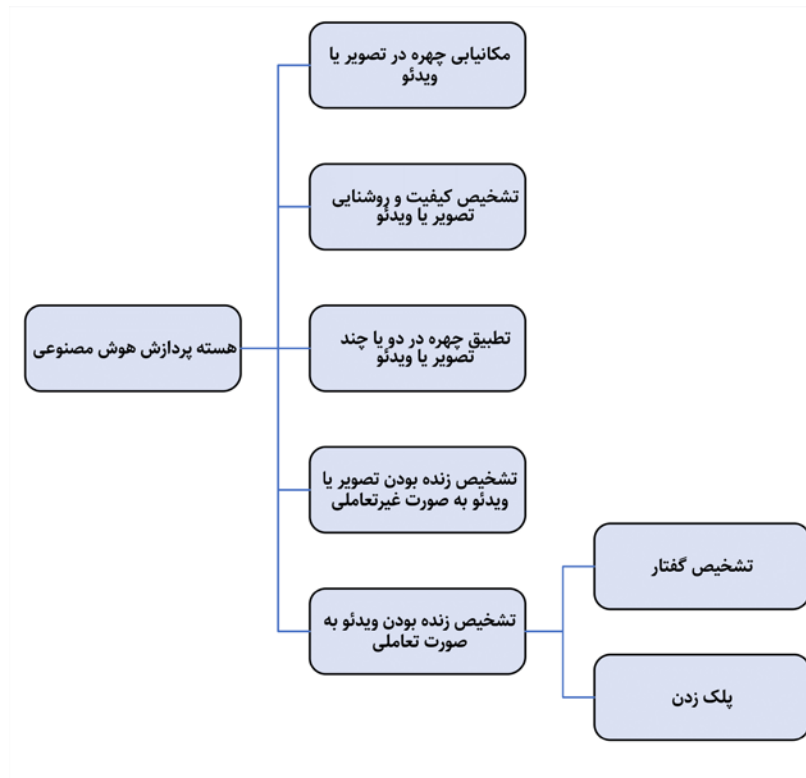 مکانیابی چهره در تصویر یا
ویدئو
تشخیص کیفیت و روشنایی
تصویر یا ویدئو
هسته پردازش هوش مصنوعی
تطبیق چهره در دو یا چند
تصویر یا ویدئو
تشخیص زنده بودن تصویر یا
ویدئو به صورت غیرتعاملی
تشخیص زنده بودن ویدئو به
صورت تعاملی
تشخیص گفتار
پلک زدن